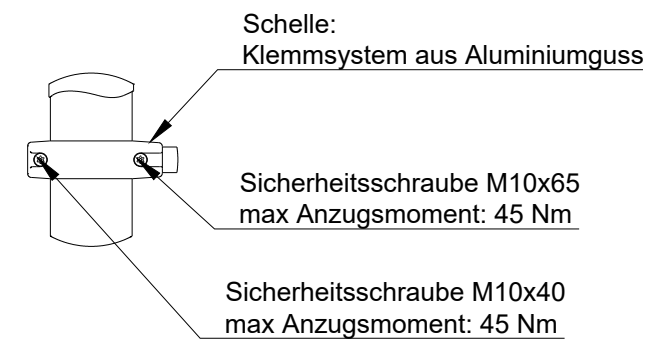 Schelle:
Klemmsystem aus Aluminiumguss
Sicherheitsschraube M10x65
max Anzugsmoment: 45 Nm
Sicherheitsschraube M10x40
max Anzugsmoment: 45 Nm